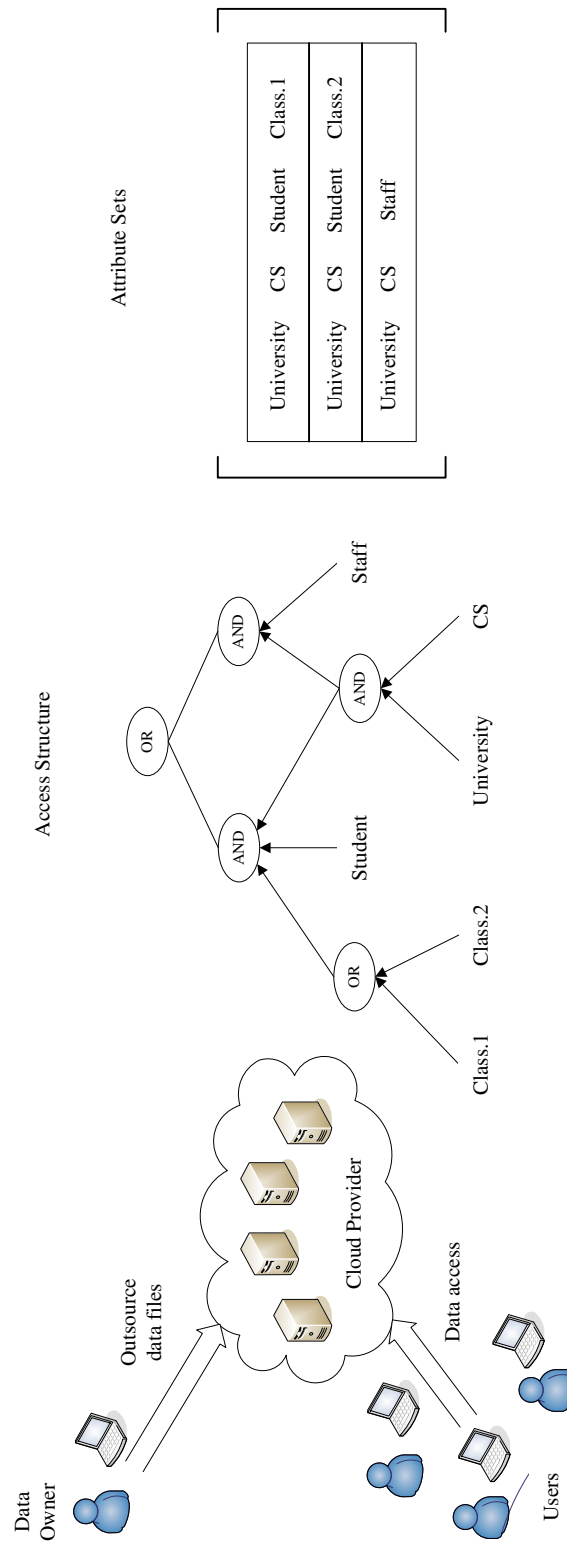 Data
Owner
Outsource
data files
Cloud Provider
Data access
Users
Access Structure
OR
AND
AND
OR
Student
AND
Staff
Class.1
Class.2
University
CS
Attribute Sets
University CS Student Class.1
University CS Student Class.2
University CS Staff